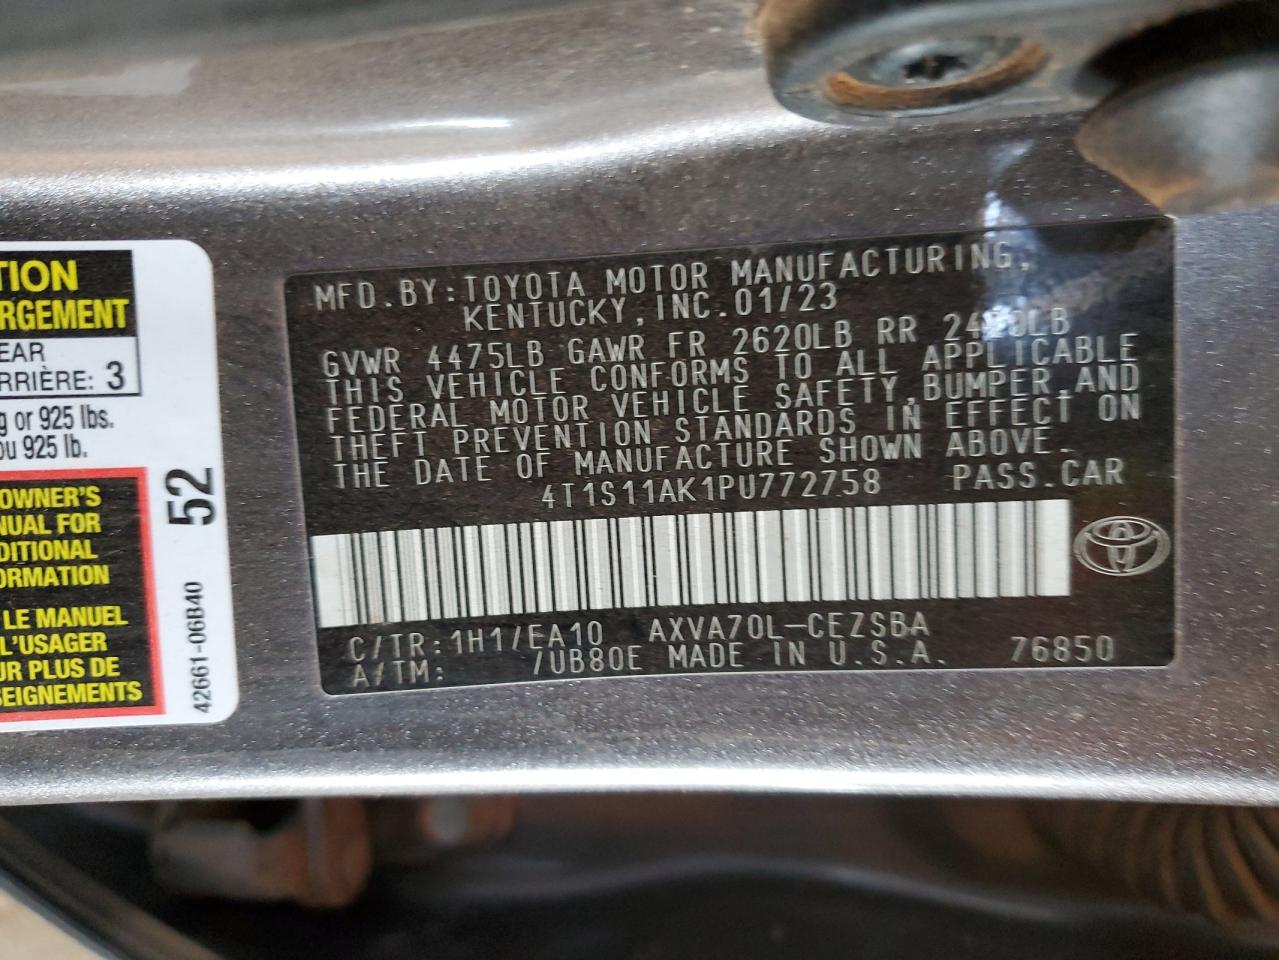 TION
RGEMENT
EAR
RRIÈRE: 3
g or 925 lbs.
ou 925 lb.
OWNER'S
NUAL FOR
DITIONAL
ORMATION
LE MANUEL
L'USAGER
UR PLUS DE
SEIGNEMENTS
52
42661-06B40
MFD.BY:TOYOTA MOTOR MANUFACTURING,
KENTUCKY,INC.01/23
GVWR 4475LB GAWR FR 2620LB RR
THIS VEHICLE CONFORMS TO ALL APPLICABLE
FEDERAL MOTOR VEHICLE SAFETY,BUMPER,AND
THEFT PREVENTION STANDARDS IN EFFECT ON
THE DATE OF MANUFACTURE SHOWN ABOVE.
4T1S11AK1PU772758 PASS.CAR
C/TR:1H1/EA10 AXVA70L-CEZSBA
A/TM: /UB80E MADE IN U.S.A. 76850